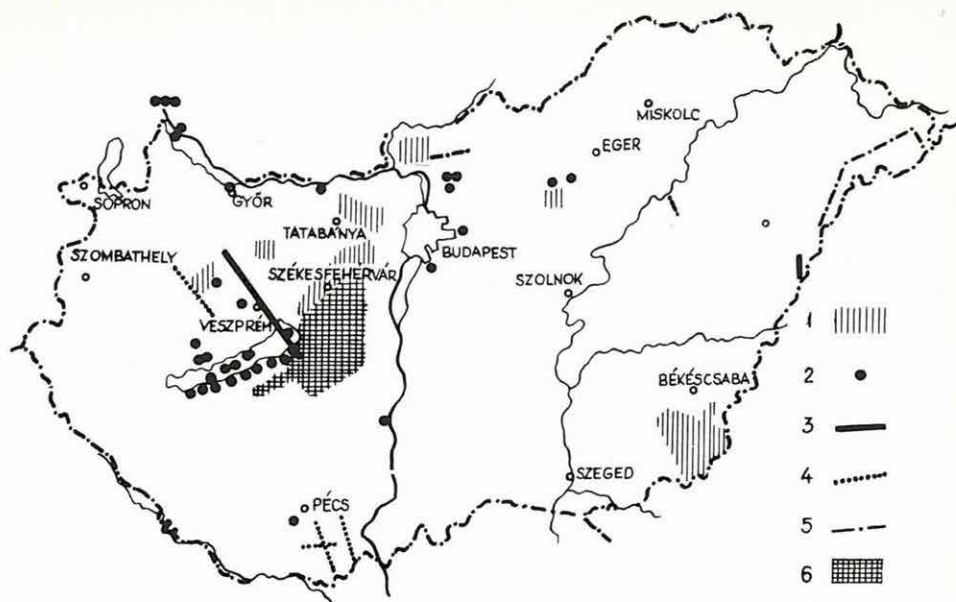 MISKOLC
EGER
SOPRON
GYŐR
TATABÁNYA
BUDAPEST
SZOMBATHELY
SZÉKESFEHÉRVÁR
SZOLNOK
VESZPRÉM
BÉKÉSCSABA
SZEGED
PÉCS
1
2
3
4
5
6